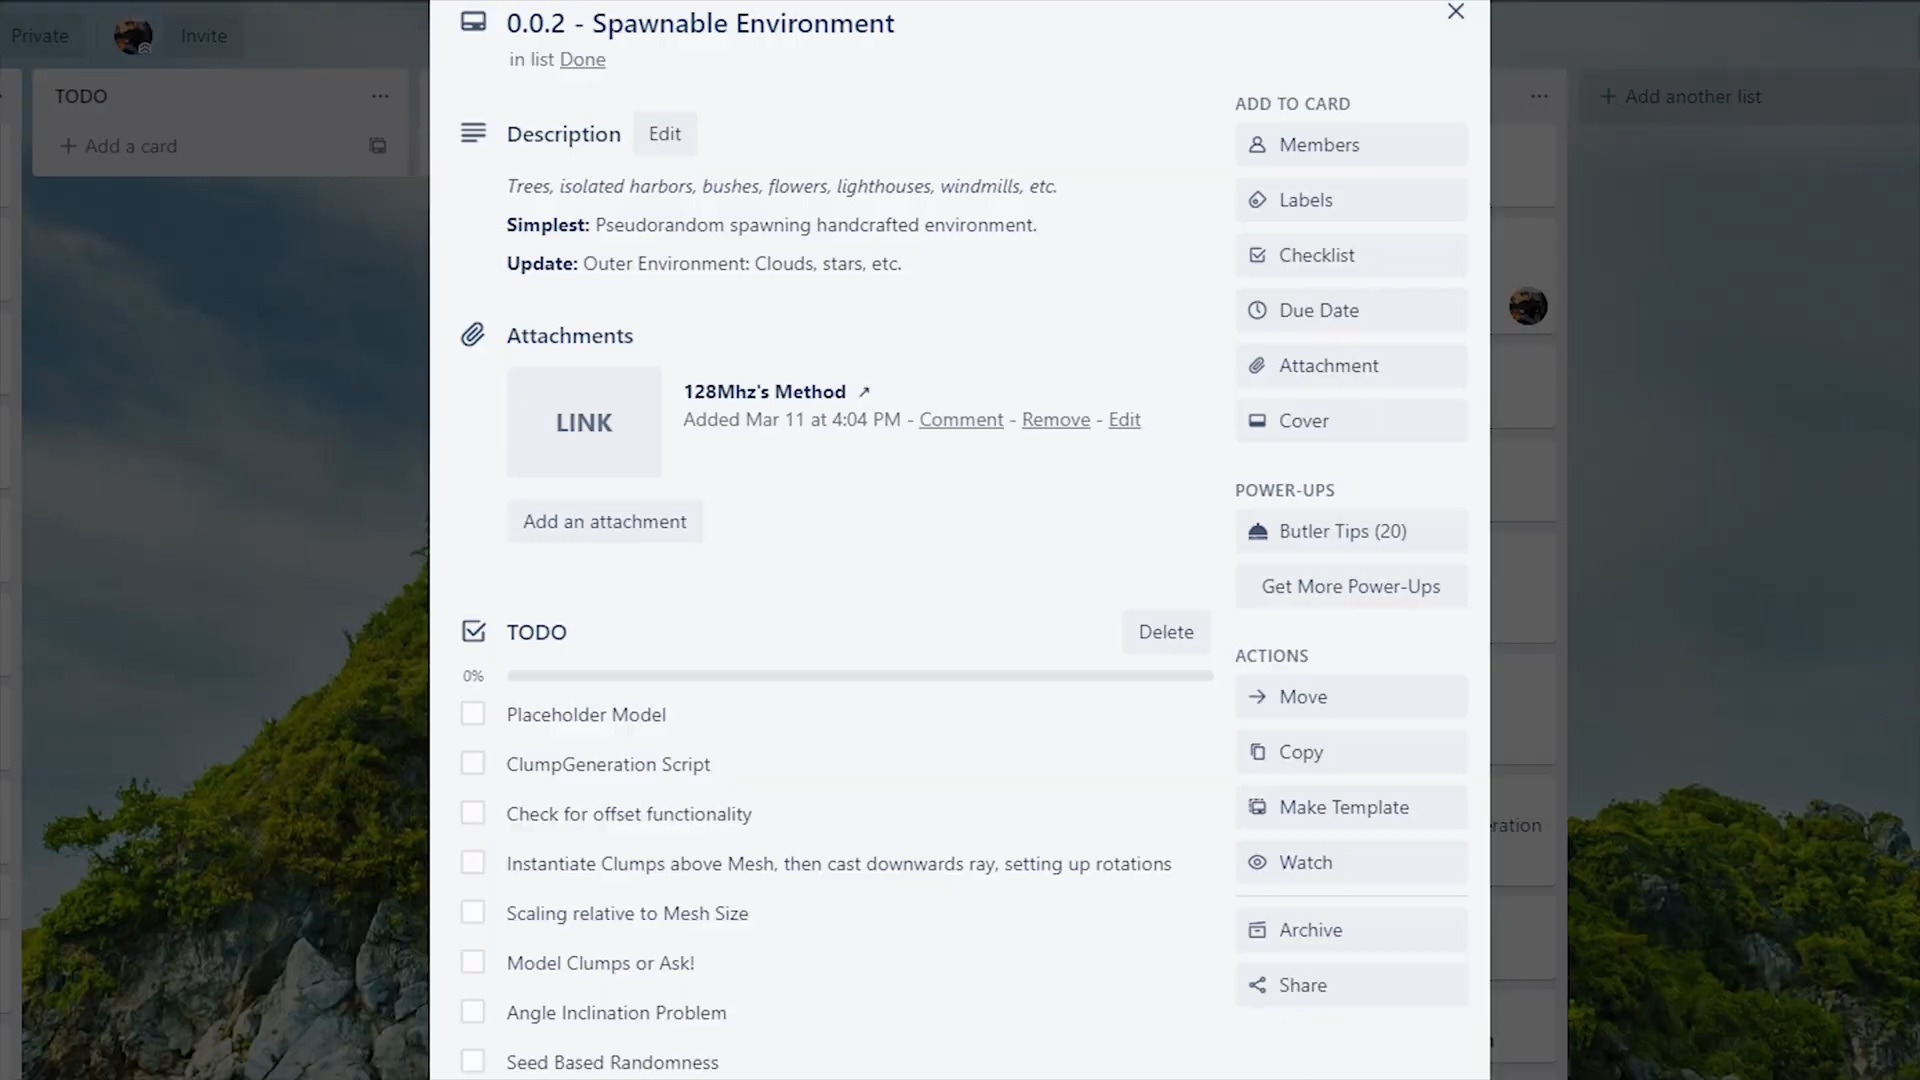 Private
Invite
TODO
+ Add a card
0.0.2 - Spawnable Environment
in list Done
Description
Edit
Trees, isolated harbors, bushes, flowers, lighthouses, windmills, etc.
Simplest: Pseudorandom spawning handcrafted environment.
Update: Outer Environment: Clouds, stars, etc.
Attachments
LINK
128Mhz's Method ↗
Added Mar 11 at 4:04 PM - Comment - Remove - Edit
Add an attachment
TODO
Delete
0%
Placeholder Model
ClumpGeneration Script
Check for offset functionality
Instantiate Clumps above Mesh, then cast downwards ray, setting up rotations
Scaling relative to Mesh Size
Model Clumps or Ask!
Angle Inclination Problem
Seed Based Randomness
ADD TO CARD
Members
Labels
Checklist
Due Date
Attachment
Cover
POWER-UPS
Butler Tips (20)
Get More Power-Ups
ACTIONS
Move
Copy
Make Template
Watch
Archive
Share
+ Add another list